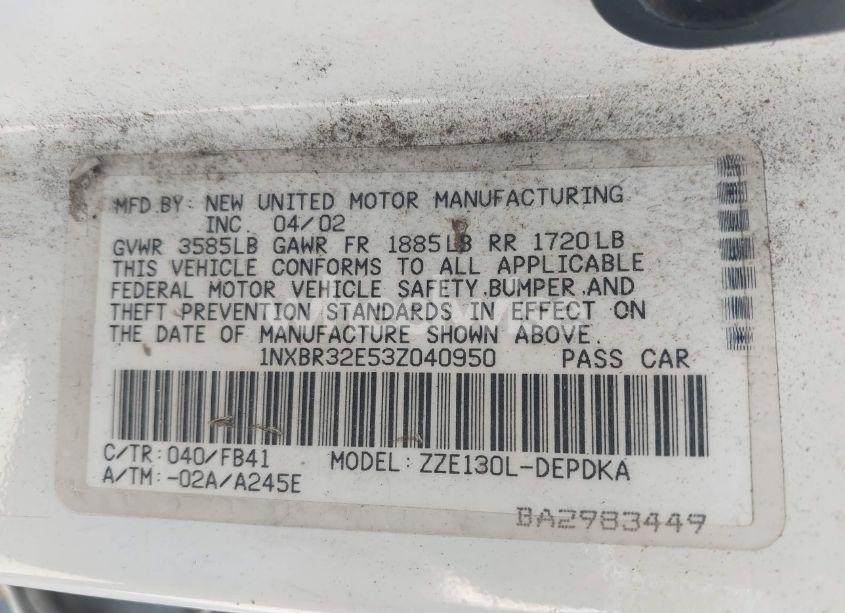 MFD.BY: NEW UNITED MOTOR MANUFACTURING
INC. 04/02
GVWR 3585LB GAWR FR 1885LB RR 1720LB
THIS VEHICLE CONFORMS TO ALL APPLICABLE
FEDERAL MOTOR VEHICLE SAFETY,BUMPER,AND
THEFT PREVENTION STANDARDS IN EFFECT ON
THE DATE OF MANUFACTURE SHOWN ABOVE.
1NXBR32E53Z040950 PASS CAR
C/TR: 040/FB41 MODEL: ZZE130L-DEPDKA
A/TM: -02A/A245E
BA2983449